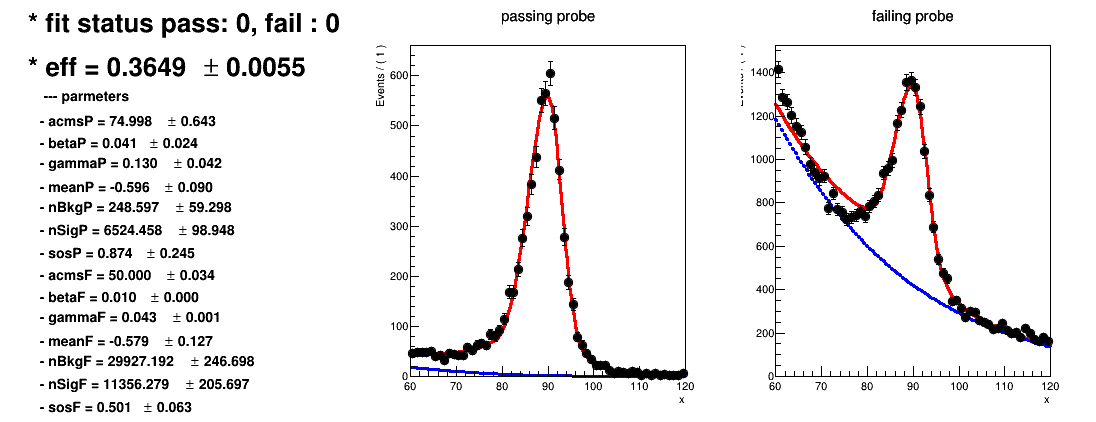 * fit status pass: 0, fail : 0
* eff = 0.3649 ± 0.0055
--- parmeters
- acmsP = 74.998 ± 0.643
- betaP = 0.041 ± 0.024
- gammaP = 0.130 ± 0.042
- meanP = -0.596 ± 0.090
- nBkgP = 248.597 ± 59.298
- nSigP = 6524.458 ± 98.948
- sosP = 0.874 ± 0.245
- acmsF = 50.000 ± 0.034
- betaF = 0.010 ± 0.000
- gammaF = 0.043 ± 0.001
- meanF = -0.579 ± 0.127
- nBkgF = 29927.192 ± 246.698
- nSigF = 11356.279 ± 205.697
- sosF = 0.501 ± 0.063
passing probe
Events / ( 1 )
600
500
400
300
200
100
0
60 70 80 90 100 110 120
x
failing probe
Events / ( 1
1400
1200
1000
800
600
400
200
0
60 70 80 90 100 110 120
x